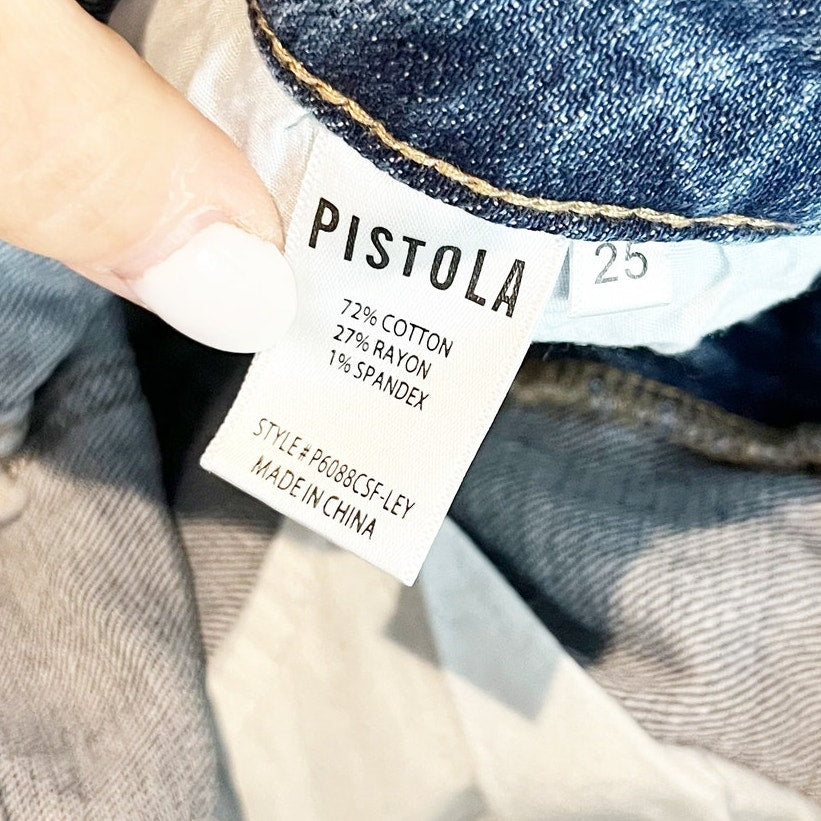 PISTOLA
25
72% COTTON
27% RAYON
1% SPANDEX
STYLE# P6088CSF-LEY
MADE IN CHINA